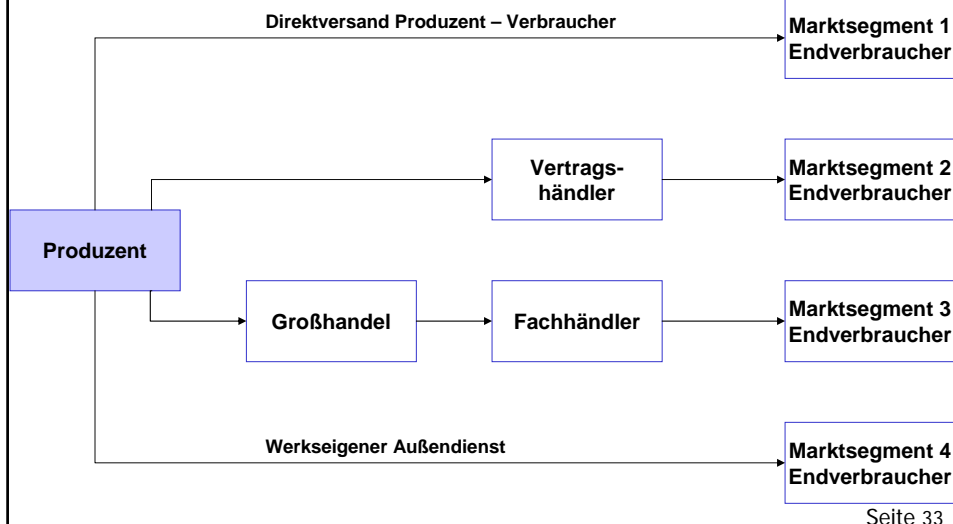 Direktversand Produzent – Verbraucher
Marktsegment 1
Endverbraucher
Vertrags-
händler
Marktsegment 2
Endverbraucher
Produzent
Großhandel
Fachhändler
Marktsegment 3
Endverbraucher
Werkseigener Außendienst
Marktsegment 4
Endverbraucher
Seite 33